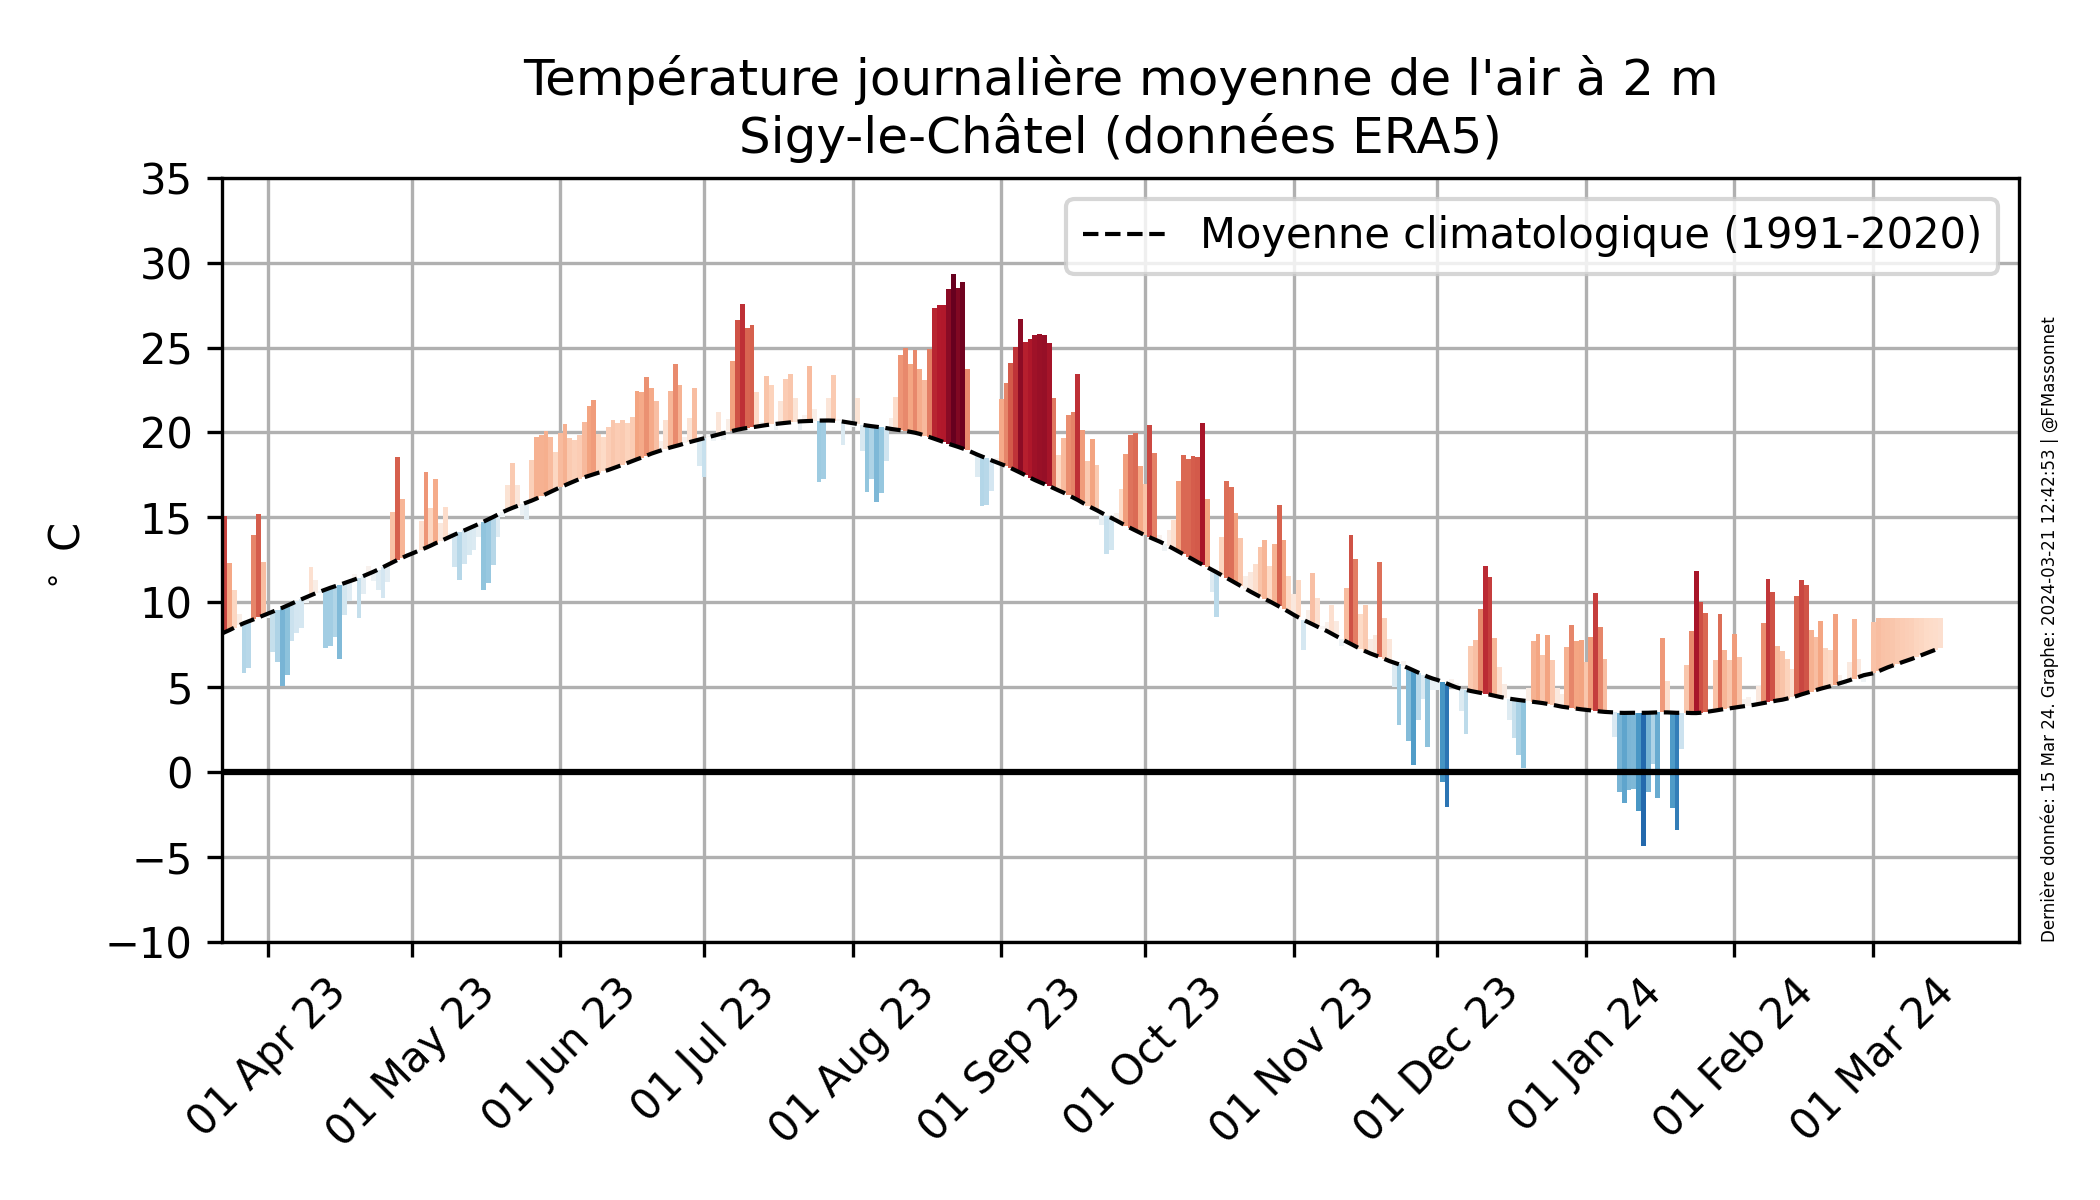 Température journalière moyenne de l'air à 2 m
Sigy-le-Châtel (données ERA5)
Moyenne climatologique (1991-2020)
° C
35
30
25
20
15
10
5
0
−5
−10
01 Apr 23
01 May 23
01 Jun 23
01 Jul 23
01 Aug 23
01 Sep 23
01 Oct 23
01 Nov 23
01 Dec 23
01 Jan 24
01 Feb 24
01 Mar 24
Dernière donnée: 15 Mar 24. Graphe: 2024-03-21 12:42:53 | @FMassonnet